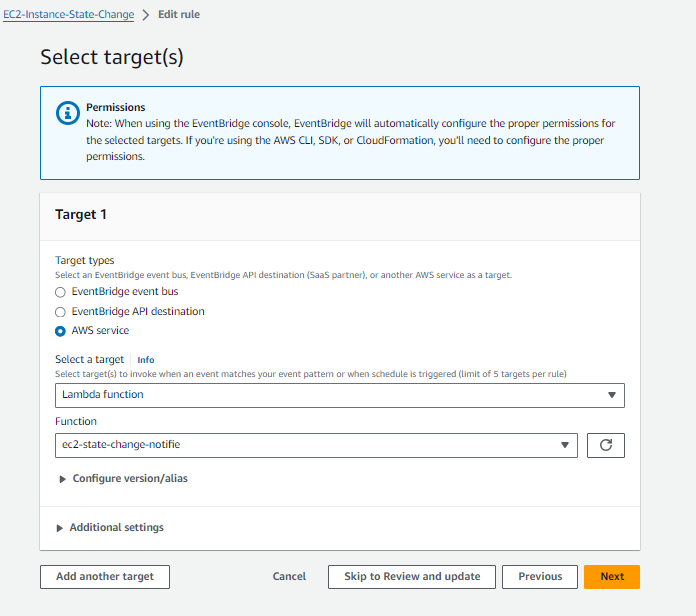 EC2-Instance-State-Change > Edit rule
Select target(s)
Permissions
Note: When using the EventBridge console, EventBridge will automatically configure the proper permissions for
the selected targets. If you're using the AWS CLI, SDK, or CloudFormation, you'll need to configure the proper
permissions.
Target 1
Target types
Select an EventBridge event bus, EventBridge API destination (SaaS partner), or another AWS service as a target.
EventBridge event bus
EventBridge API destination
AWS service
Select a target Info
Select target(s) to invoke when an event matches your event pattern or when schedule is triggered (limit of 5 targets per rule)
Lambda function
Function
ec2-state-change-notifie
Configure version/alias
Additional settings
Add another target Cancel Skip to Review and update Previous Next